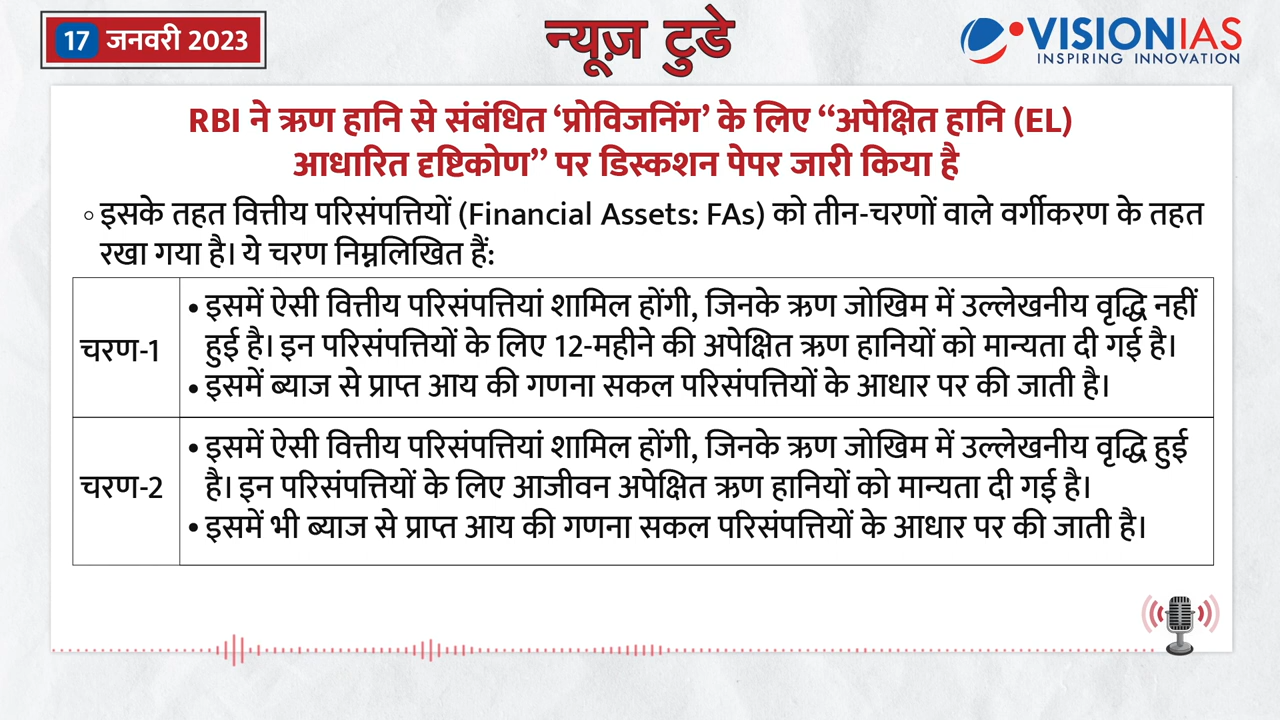 17 जनवरी 2023
न्यूज़ टुडे
VISIONIAS
INSPIRING INNOVATION
RBI ने ऋण हानि से संबंधित ‘प्रोविजनिंग’ के लिए “अपेक्षित हानि (EL)
आधारित दृष्टिकोण” पर डिस्कशन पेपर जारी किया है
◦ इसके तहत वित्तीय परिसंपत्तियों (Financial Assets: FAs) को तीन-चरणों वाले वर्गीकरण के तहत
रखा गया है। ये चरण निम्नलिखित हैं:
चरण-1
• इसमें ऐसी वित्तीय परिसंपत्तियां शामिल होंगी, जिनके ऋण जोखिम में उल्लेखनीय वृद्धि नहीं
हुई है। इन परिसंपत्तियों के लिए 12-महीने की अपेक्षित ऋण हानियों को मान्यता दी गई है।
• इसमें ब्याज से प्राप्त आय की गणना सकल परिसंपत्तियों के आधार पर की जाती है।
चरण-2
• इसमें ऐसी वित्तीय परिसंपत्तियां शामिल होंगी, जिनके ऋण जोखिम में उल्लेखनीय वृद्धि हुई
है। इन परिसंपत्तियों के लिए आजीवन अपेक्षित ऋण हानियों को मान्यता दी गई है।
• इसमें भी ब्याज से प्राप्त आय की गणना सकल परिसंपत्तियों के आधार पर की जाती है।